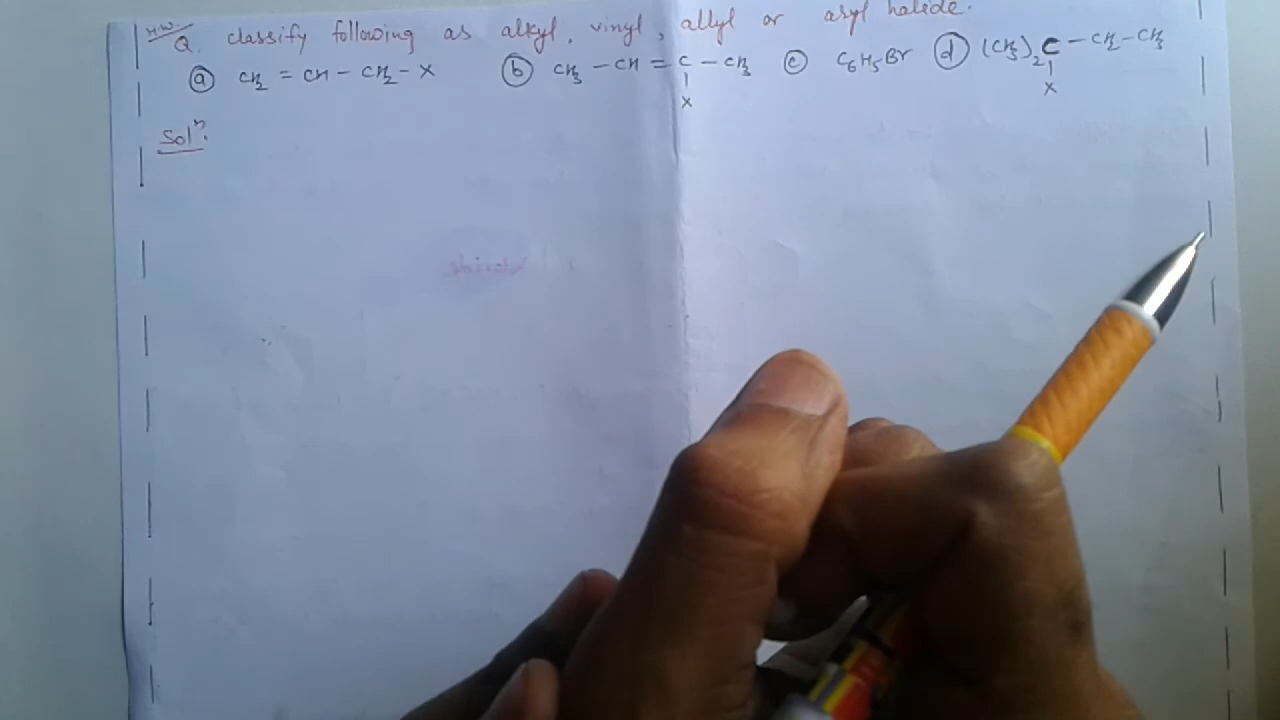 H.W. Q. classify following as alkyl, vinyl, allyl or aryl halide.
(a) CH2 = CH - CH2 - X (b) CH3 - CH = C - CH3 (c) C6H5Br (d) (CH3)2 C - CH2 - CH3
X X
Solⁿ: